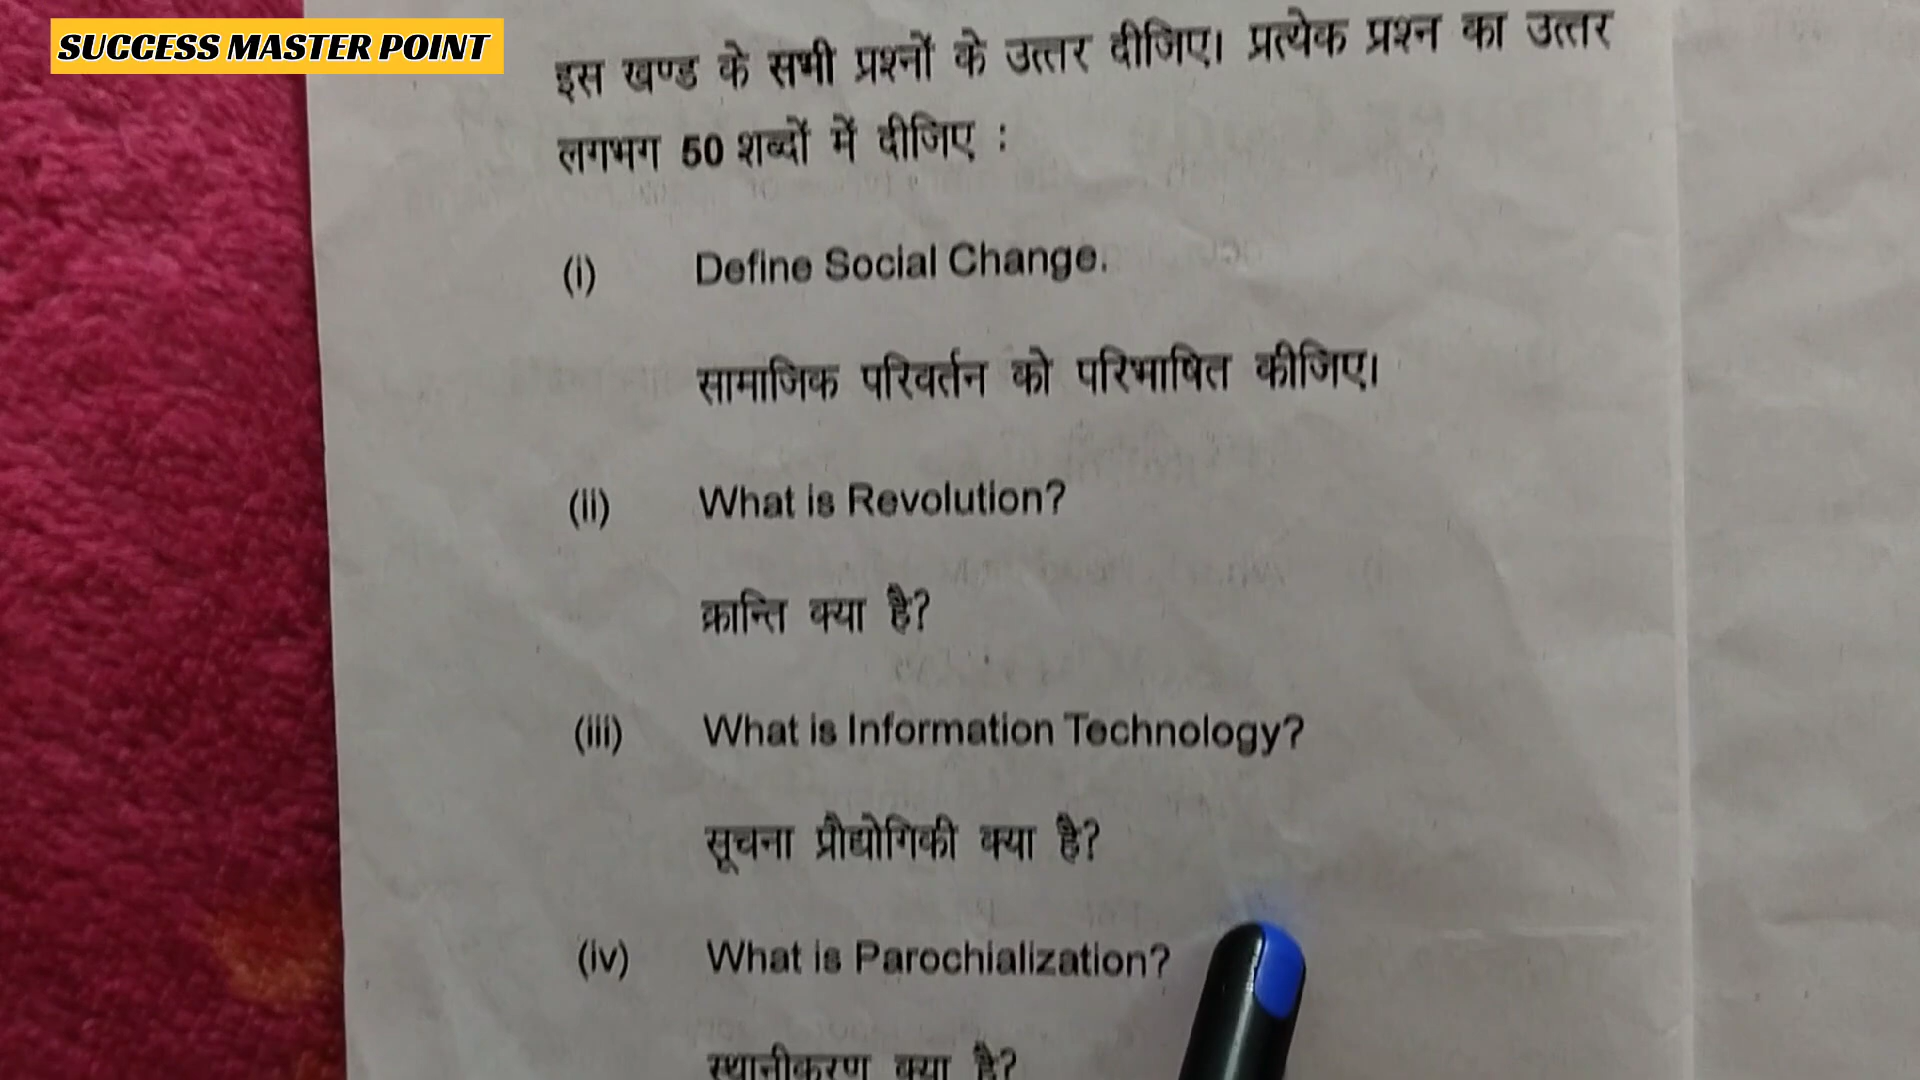 SUCCESS MASTER POINT
इस खण्ड के सभी प्रश्नों के उत्तर दीजिए। प्रत्येक प्रश्न का उत्तर
लगभग 50 शब्दों में दीजिए :
(i) Define Social Change.
सामाजिक परिवर्तन को परिभाषित कीजिए।
(ii) What is Revolution?
क्रान्ति क्या है?
(iii) What is Information Technology?
सूचना प्रौद्योगिकी क्या है?
(iv) What is Parochialization?
स्थानीकरण क्या है?